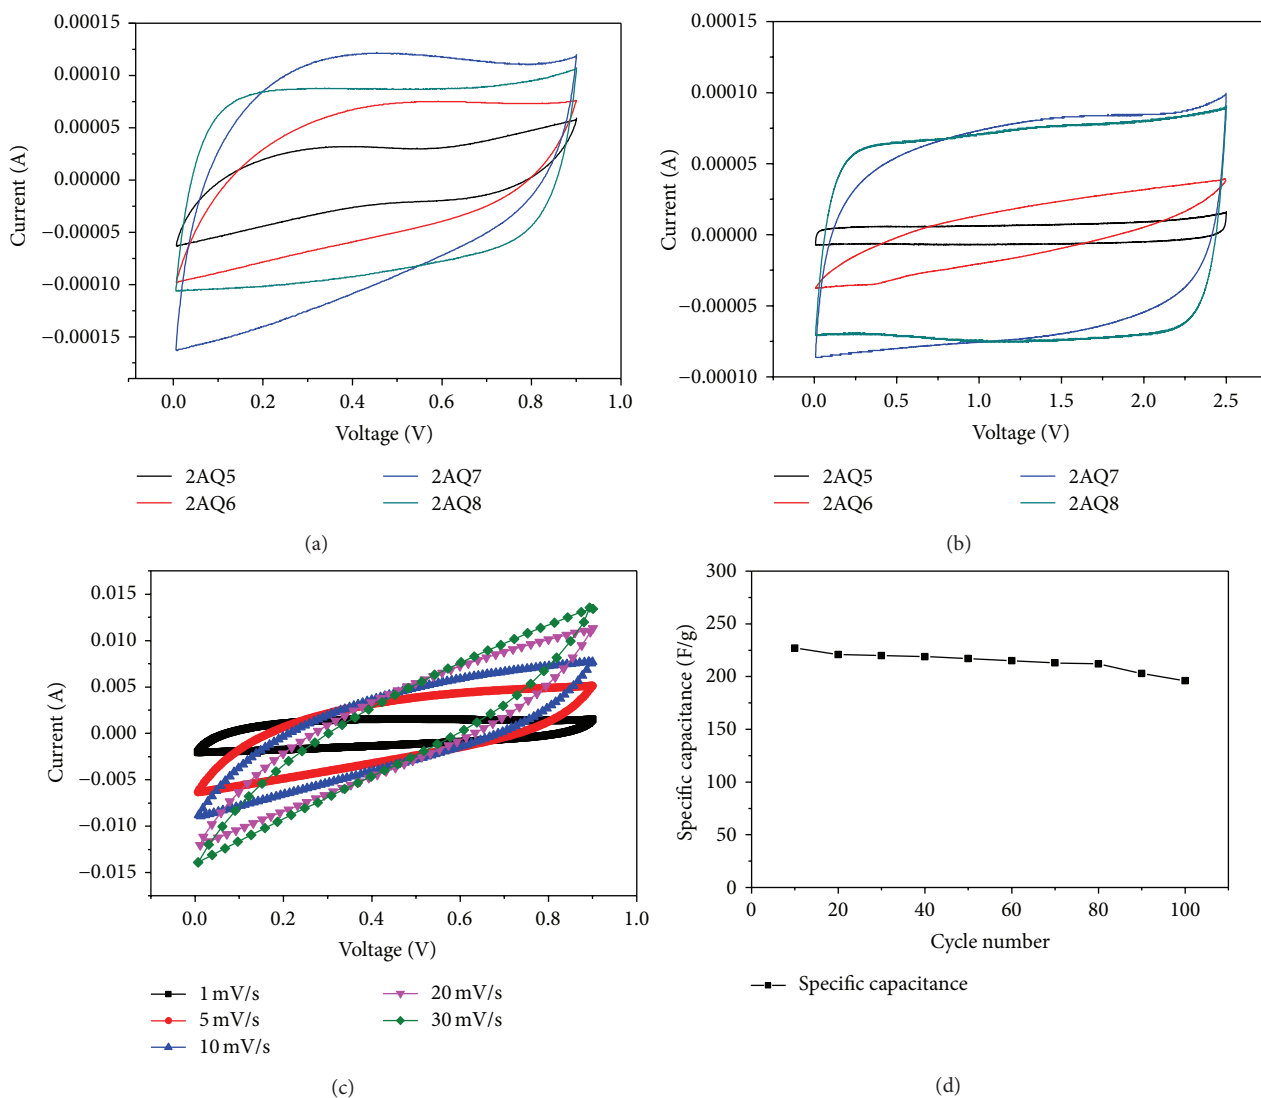 0.00015
0.00010
0.00005
0.00000
−0.00005
−0.00010
−0.00015
Current (A)
0.0 0.2 0.4 0.6 0.8 1.0
Voltage (V)
2AQ5 2AQ7
2AQ6 2AQ8
(a)
0.00015
0.00010
0.00005
0.00000
−0.00005
−0.00010
Current (A)
0.0 0.5 1.0 1.5 2.0 2.5
Voltage (V)
2AQ5 2AQ7
2AQ6 2AQ8
(b)
0.015
0.010
0.005
0.000
−0.005
−0.010
−0.015
Current (A)
0.0 0.2 0.4 0.6 0.8 1.0
Voltage (V)
1 mV/s 20 mV/s
5 mV/s 30 mV/s
10 mV/s
(c)
300
250
200
150
100
50
0
Specific capacitance (F/g)
0 20 40 60 80 100
Cycle number
Specific capacitance
(d)